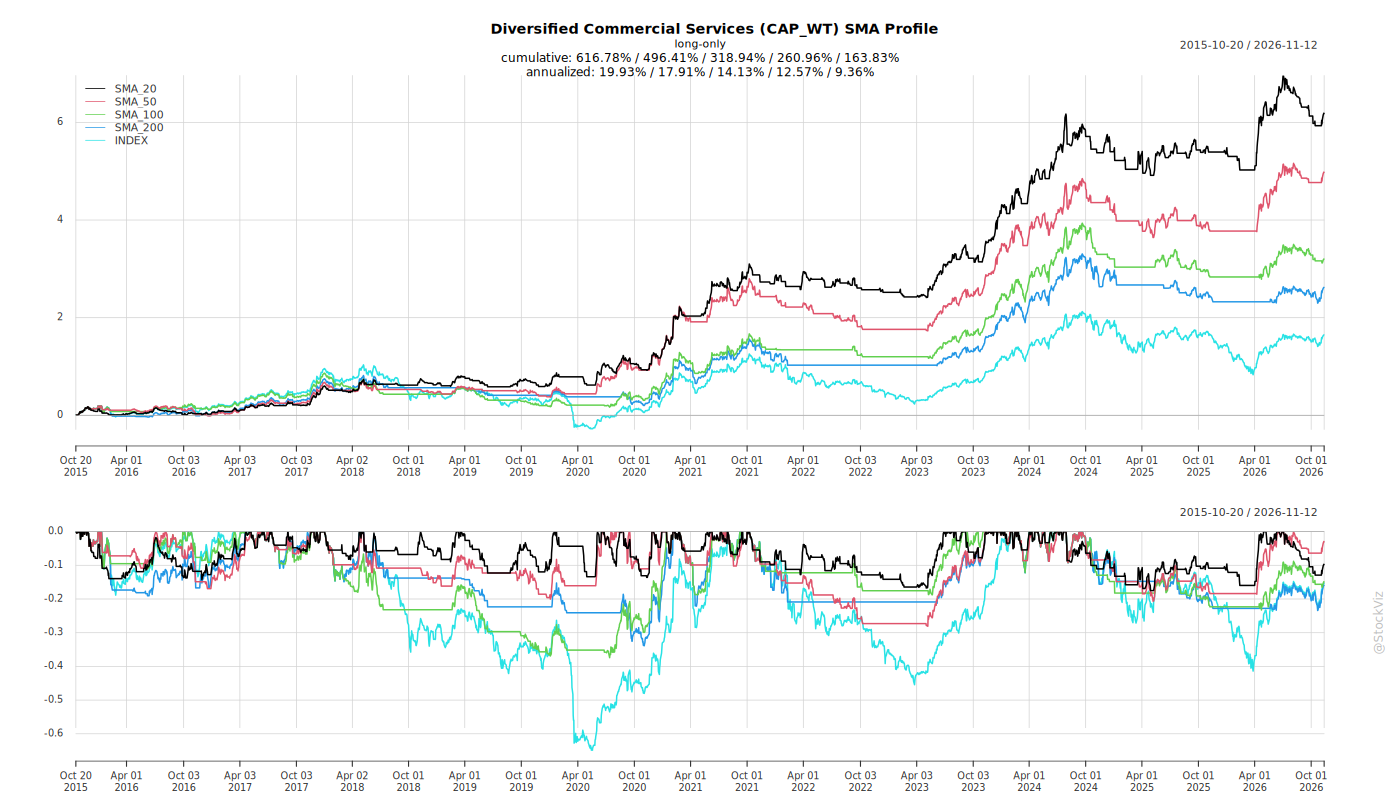 Diversified Commercial Services (CAP_WT) SMA Profile
long-only
cumulative: 616.78% / 496.41% / 318.94% / 260.96% / 163.83%
annualized: 19.93% / 17.91% / 14.13% / 12.57% / 9.36%
2015-10-20 / 2026-11-12
SMA_20
SMA_50
SMA_100
SMA_200
INDEX
6
4
2
0
Oct 20 Apr 01 Oct 03 Apr 03 Oct 03 Apr 02 Oct 01 Apr 01 Oct 01 Apr 01 Oct 01 Apr 01 Oct 01 Apr 01 Oct 03 Apr 03 Oct 03 Apr 01 Oct 01 Apr 01 Oct 01 Apr 01 Oct 01
2015 2016 2016 2017 2017 2018 2018 2019 2019 2020 2020 2021 2021 2022 2022 2023 2023 2024 2024 2025 2025 2026 2026
2015-10-20 / 2026-11-12
0.0
-0.1
-0.2
-0.3
-0.4
-0.5
-0.6
Oct 20 Apr 01 Oct 03 Apr 03 Oct 03 Apr 02 Oct 01 Apr 01 Oct 01 Apr 01 Oct 01 Apr 01 Oct 01 Apr 01 Oct 03 Apr 03 Oct 03 Apr 01 Oct 01 Apr 01 Oct 01 Apr 01 Oct 01
2015 2016 2016 2017 2017 2018 2018 2019 2019 2020 2020 2021 2021 2022 2022 2023 2023 2024 2024 2025 2025 2026 2026
@StockViz